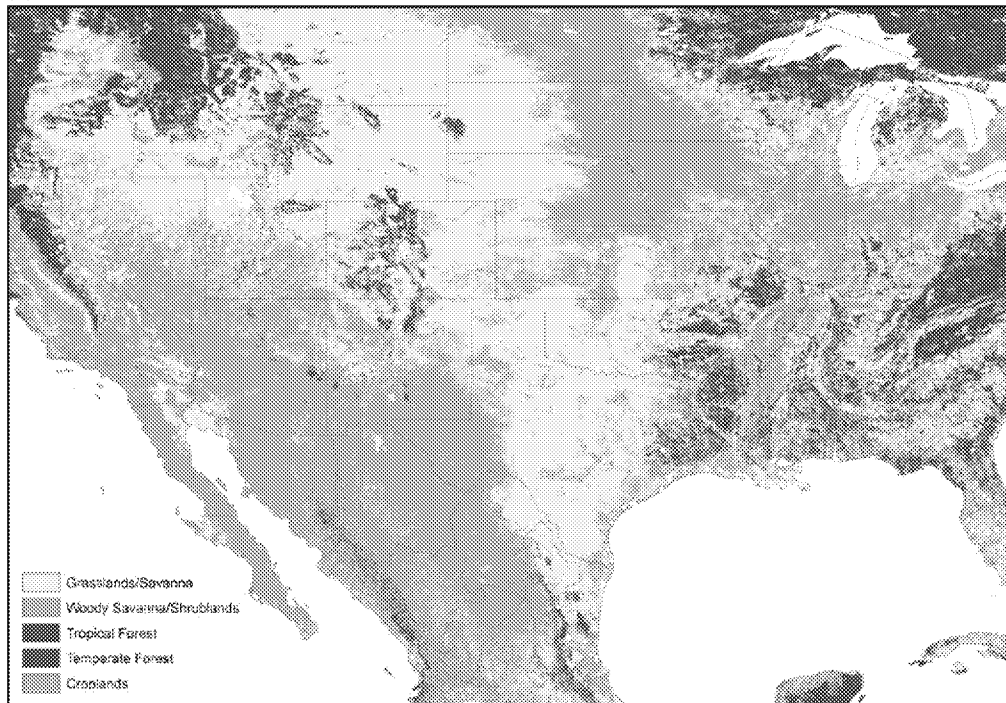 Grasslands/Savanna
Woody Savanna/Shrublands
Tropical Forest
Temperate Forest
Croplands